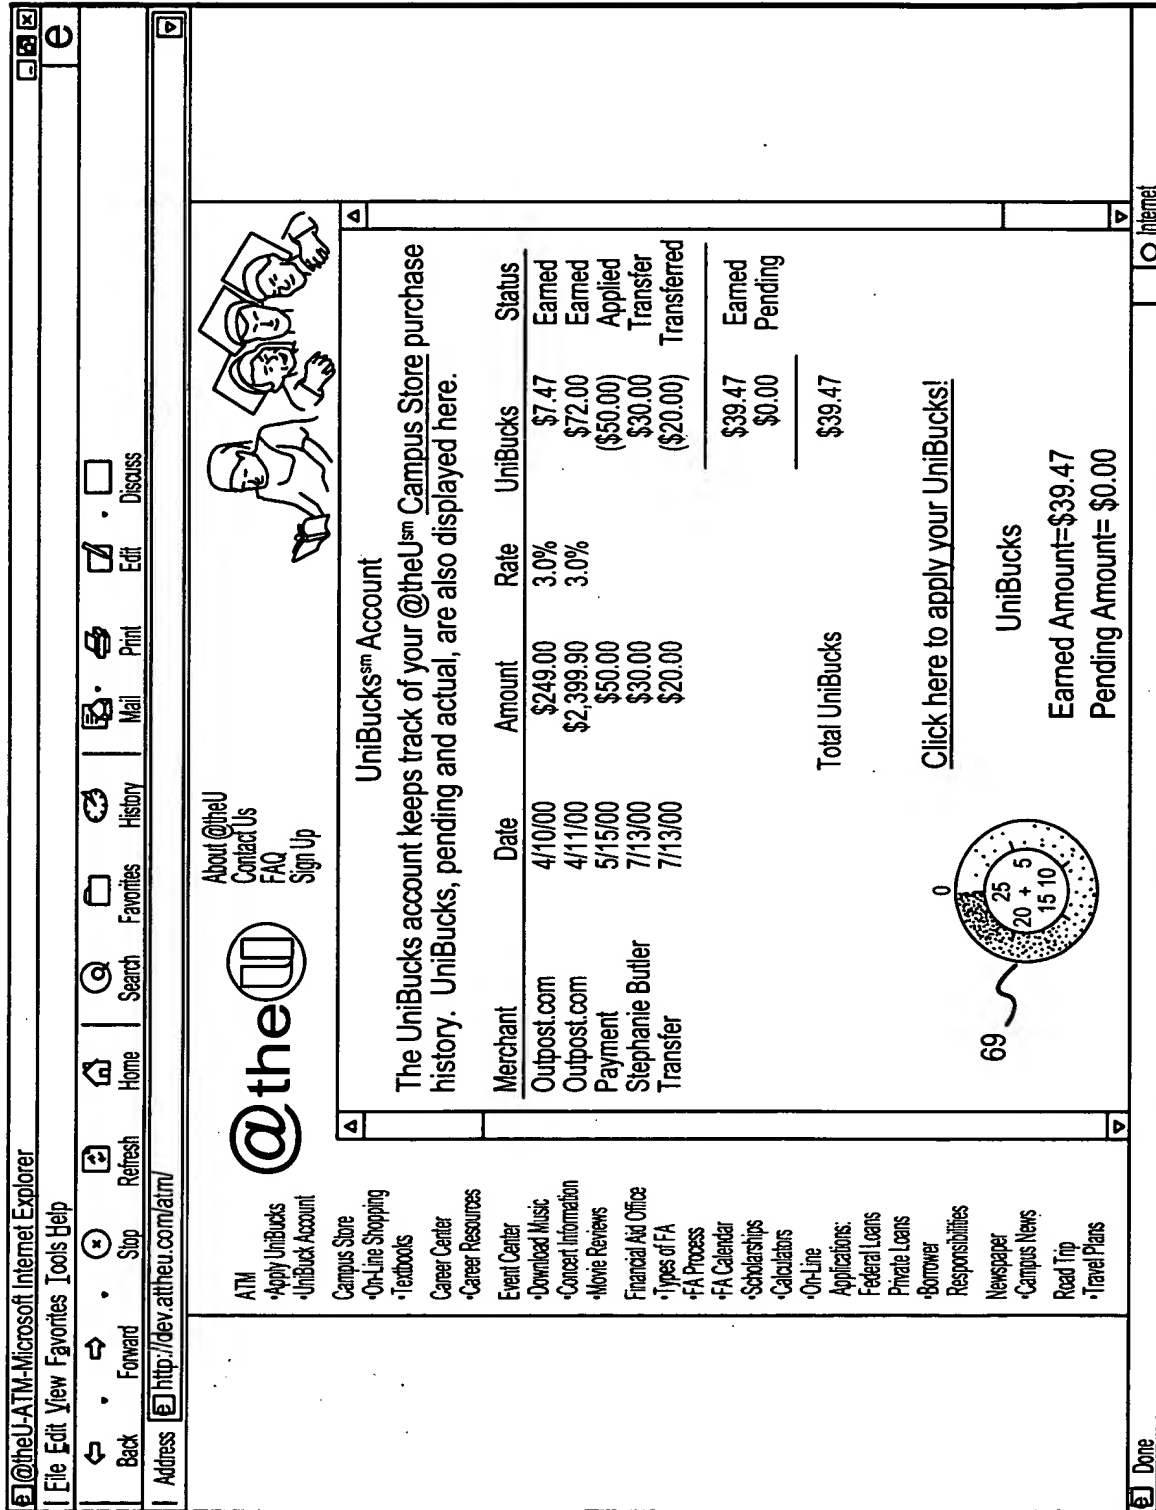 @theU-ATM-Microsoft Internet Explorer
File Edit View Favorites Tools Help
Back Forward Stop Refresh Home Search Favorites History Mail Print Edit Discuss
Address http://dev.attheu.com/atm/
@the U
About @theU
Contact Us
FAQ
Sign Up
ATM
•Apply UniBucks
•UniBuck Account
Campus Store
•On-Line Shopping
•Textbooks
Career Center
•Career Resources
Event Center
•Download Music
•Concert Information
•Movie Reviews
Financial Aid Office
•Types of FA
•FA Process
•FA Calendar
•Scholarships
•Calculators
•On-Line
Applications:
Federal Loans
Private Loans
•Borrower
Responsibilities
Newspaper
•Campus News
Road Trip
•Travel Plans
UniBucks℠ Account
The UniBucks account keeps track of your @theU℠ Campus Store purchase
history. UniBucks, pending and actual, are also displayed here.
Merchant Date Amount Rate UniBucks Status
Outpost.com 4/10/00 $249.00 3.0% $7.47 Earned
Outpost.com 4/11/00 $2,399.90 3.0% $72.00 Earned
Payment 5/15/00 $50.00 ($50.00) Applied
Stephanie Butler 7/13/00 $30.00 $30.00 Transfer
Transfer 7/13/00 $20.00 ($20.00) Transferred
$39.47 Earned
$0.00 Pending
Total UniBucks $39.47
Click here to apply your UniBucks!
0
25
20 + 5
15 10
69
UniBucks
Earned Amount=$39.47
Pending Amount= $0.00
Done
Internet